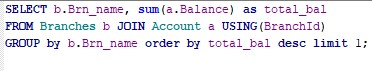 SELECT b.Brn_name, sum(a.Balance) as total_bal
FROM Branches b JOIN Account a USING(BranchId)
GROUP by b.Brn_name order by total_bal desc limit 1;